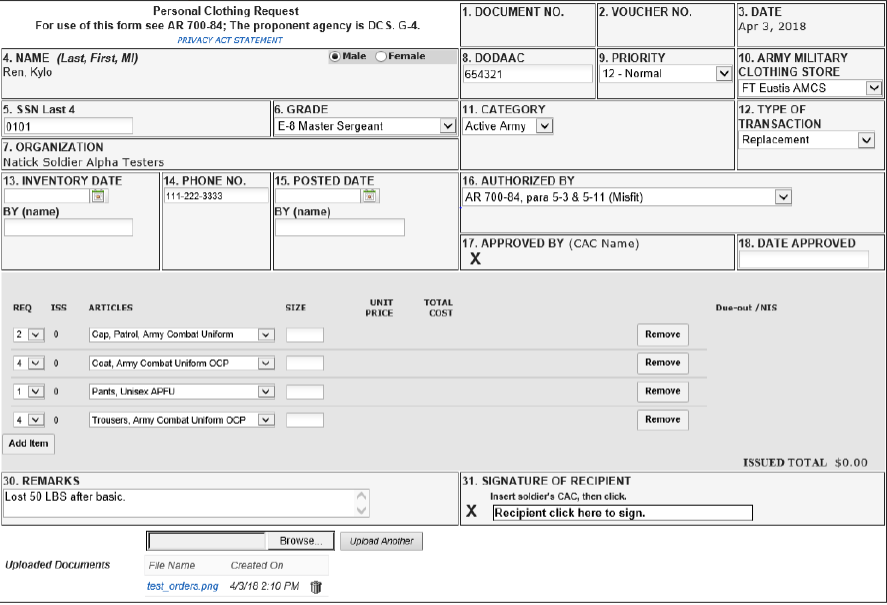 Personal Clothing Request
For use of this form see AR 700-84; The proponent agency is DCS. G-4.
PRIVACY ACT STATEMENT
1. DOCUMENT NO.
2. VOUCHER NO.
3. DATE
Apr 3, 2018
4. NAME (Last, First, MI)
Male Female
Ren, Kylo
8. DODAAC
654321
9. PRIORITY
12 - Normal
10. ARMY MILITARY
CLOTHING STORE
FT Eustis AMCS
5. SSN Last 4
0101
6. GRADE
E-8 Master Sergeant
11. CATEGORY
Active Army
12. TYPE OF
TRANSACTION
Replacement
7. ORGANIZATION
Natick Soldier Alpha Testers
13. INVENTORY DATE
BY (name)
14. PHONE NO.
111-222-3333
15. POSTED DATE
BY (name)
16. AUTHORIZED BY
AR 700-84, para 5-3 & 5-11 (Misfit)
17. APPROVED BY (CAC Name)
X
18. DATE APPROVED
REQ ISS ARTICLES SIZE UNIT PRICE TOTAL COST Due-out /NIS
2 0 Cap, Patrol, Army Combat Uniform Remove
4 0 Coat, Army Combat Uniform OCP Remove
1 0 Pants, Unisex APFU Remove
4 0 Trousers, Army Combat Uniform OCP Remove
Add Item
ISSUED TOTAL $0.00
30. REMARKS
Lost 50 LBS after basic.
31. SIGNATURE OF RECIPIENT
Insert soldier's CAC, then click.
X Recipient click here to sign.
Browse... Upload Another
Uploaded Documents File Name Created On
test_orders.png 4/3/18 2:10 PM